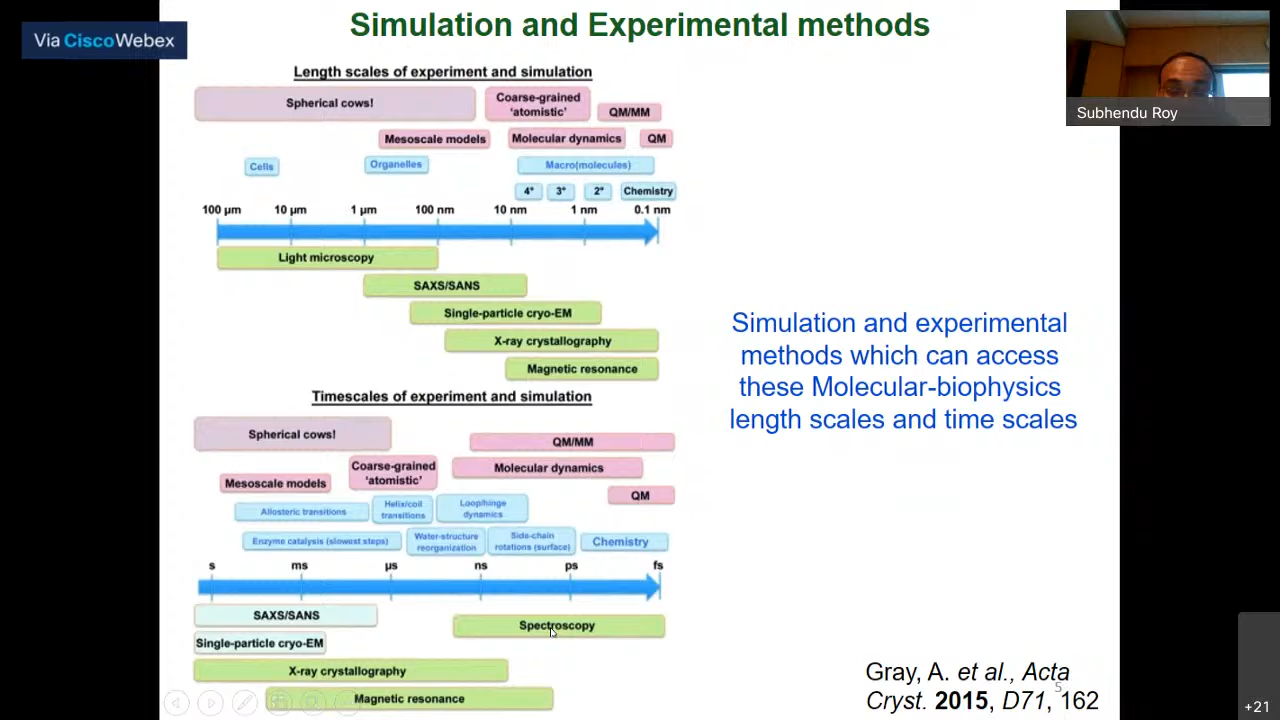 Simulation and Experimental methods
Via CiscoWebex
Subhendu Roy
Length scales of experiment and simulation
Spherical cows!
Coarse-grained
'atomistic'
QM/MM
Mesoscale models
Molecular dynamics
QM
Cells
Organelles
Macro(molecules)
4°
3°
2°
Chemistry
100 µm
10 µm
1 µm
100 nm
10 nm
1 nm
0.1 nm
Light microscopy
SAXS/SANS
Single-particle cryo-EM
X-ray crystallography
Magnetic resonance
Simulation and experimental
methods which can access
these Molecular-biophysics
length scales and time scales
Timescales of experiment and simulation
Spherical cows!
QM/MM
Coarse-grained
'atomistic'
Molecular dynamics
Mesoscale models
QM
Allosteric transitions
Helix/coil
transitions
Loop/hinge
dynamics
Enzyme catalysis (slowest steps)
Water-structure
reorganization
Side-chain
rotations (surface)
Chemistry
s
ms
µs
ns
ps
fs
SAXS/SANS
Spectroscopy
Single-particle cryo-EM
X-ray crystallography
Magnetic resonance
Gray, A. et al., Acta
Cryst. 2015, D71, 162
5
+21